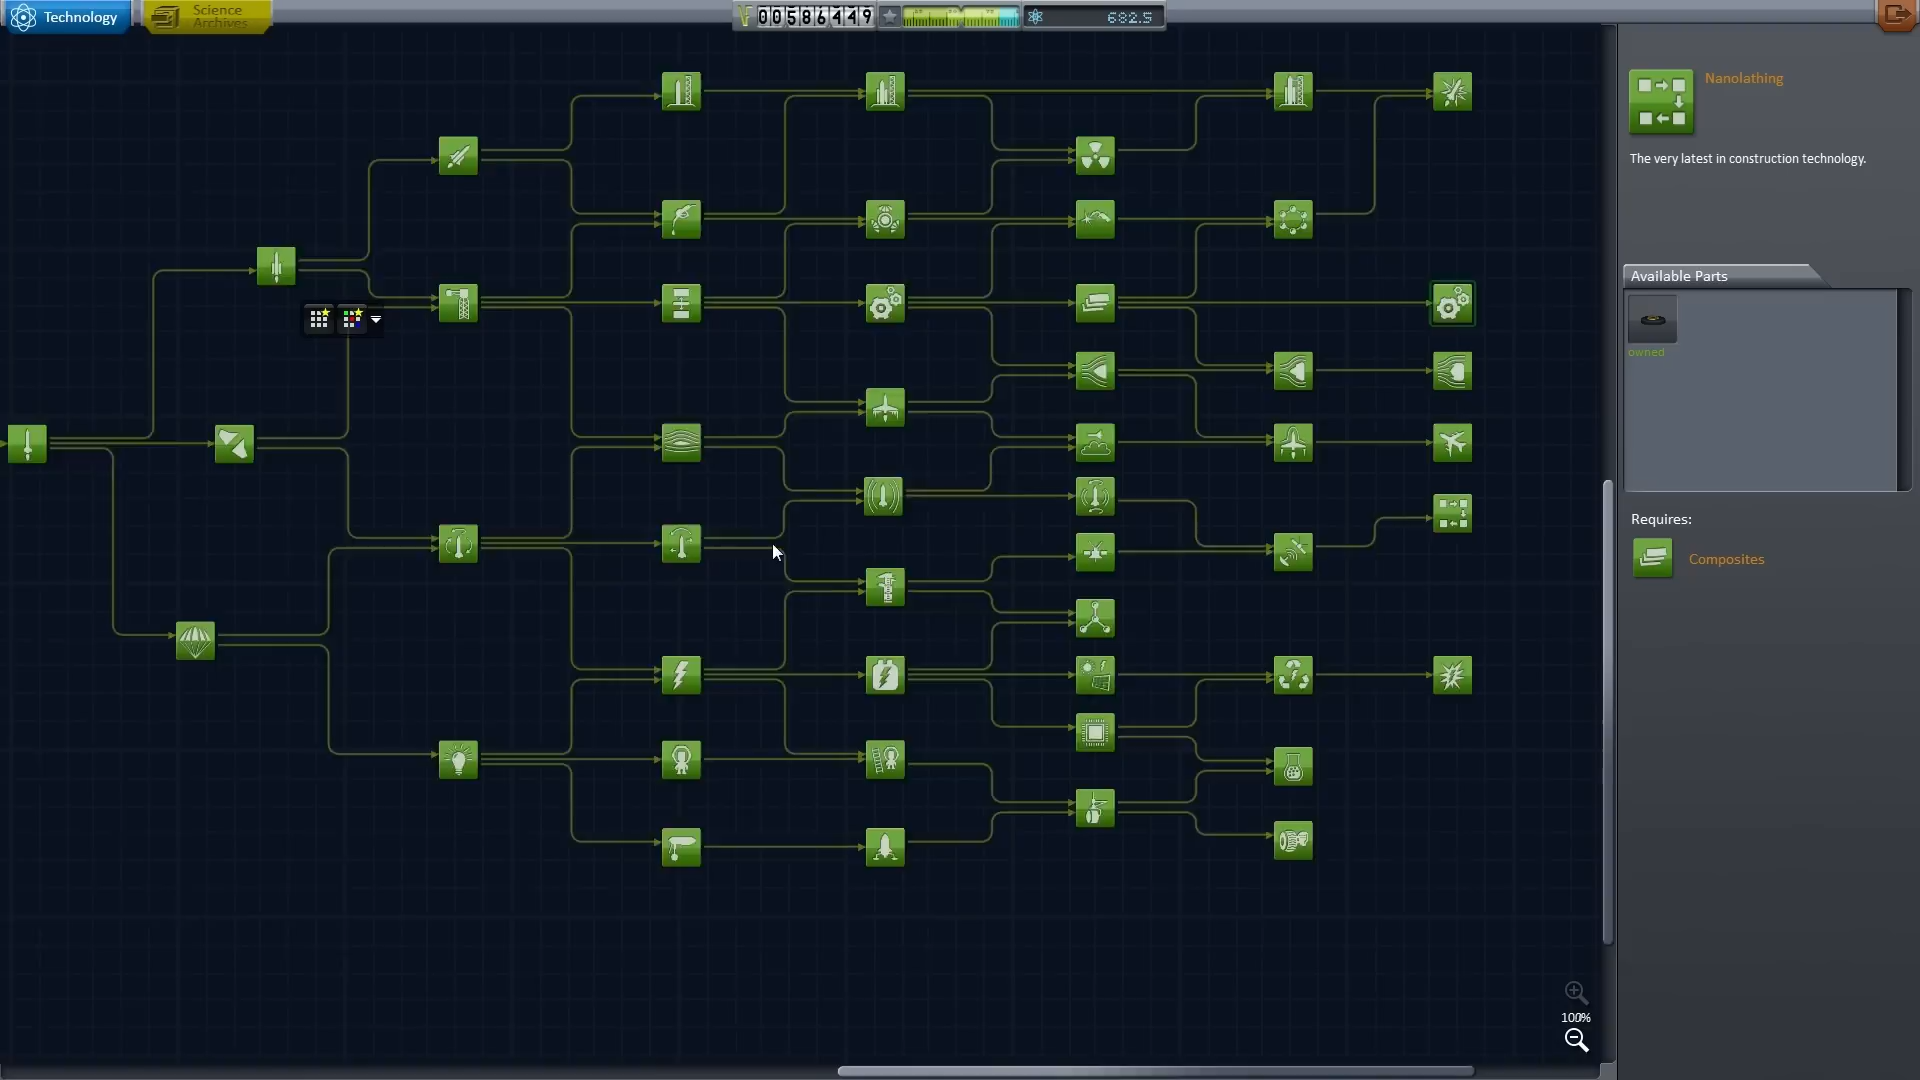 Technology
Science
Archives
00586449
682.5
Nanolathing
The very latest in construction technology.
Available Parts
owned
Requires:
Composites
100%